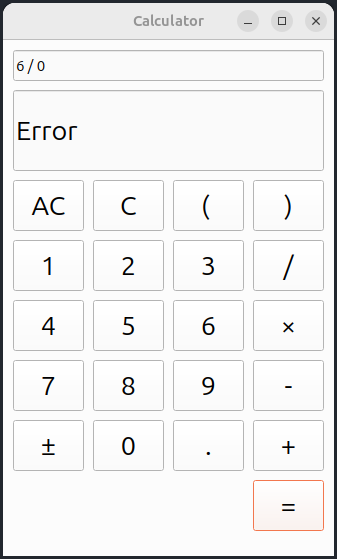 Calculator
6 / 0
Error
AC C ( )
1 2 3 /
4 5 6 ×
7 8 9 -
± 0 . +
=